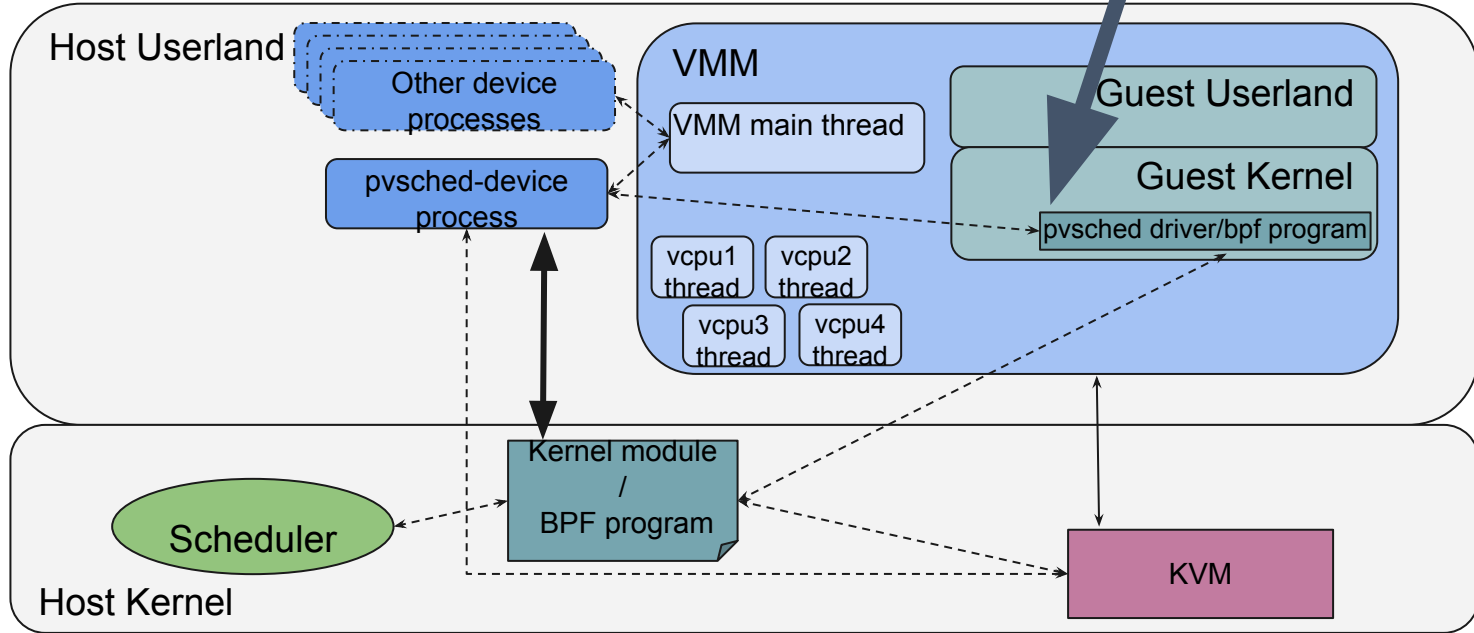 Host Userland
Other device
processes
pvsched-device
process
VMM
VMM main thread
Guest Userland
Guest Kernel
pvsched driver/bpf program
vcpu1
thread
vcpu2
thread
vcpu3
thread
vcpu4
thread
Kernel module
/
BPF program
Scheduler
KVM
Host Kernel